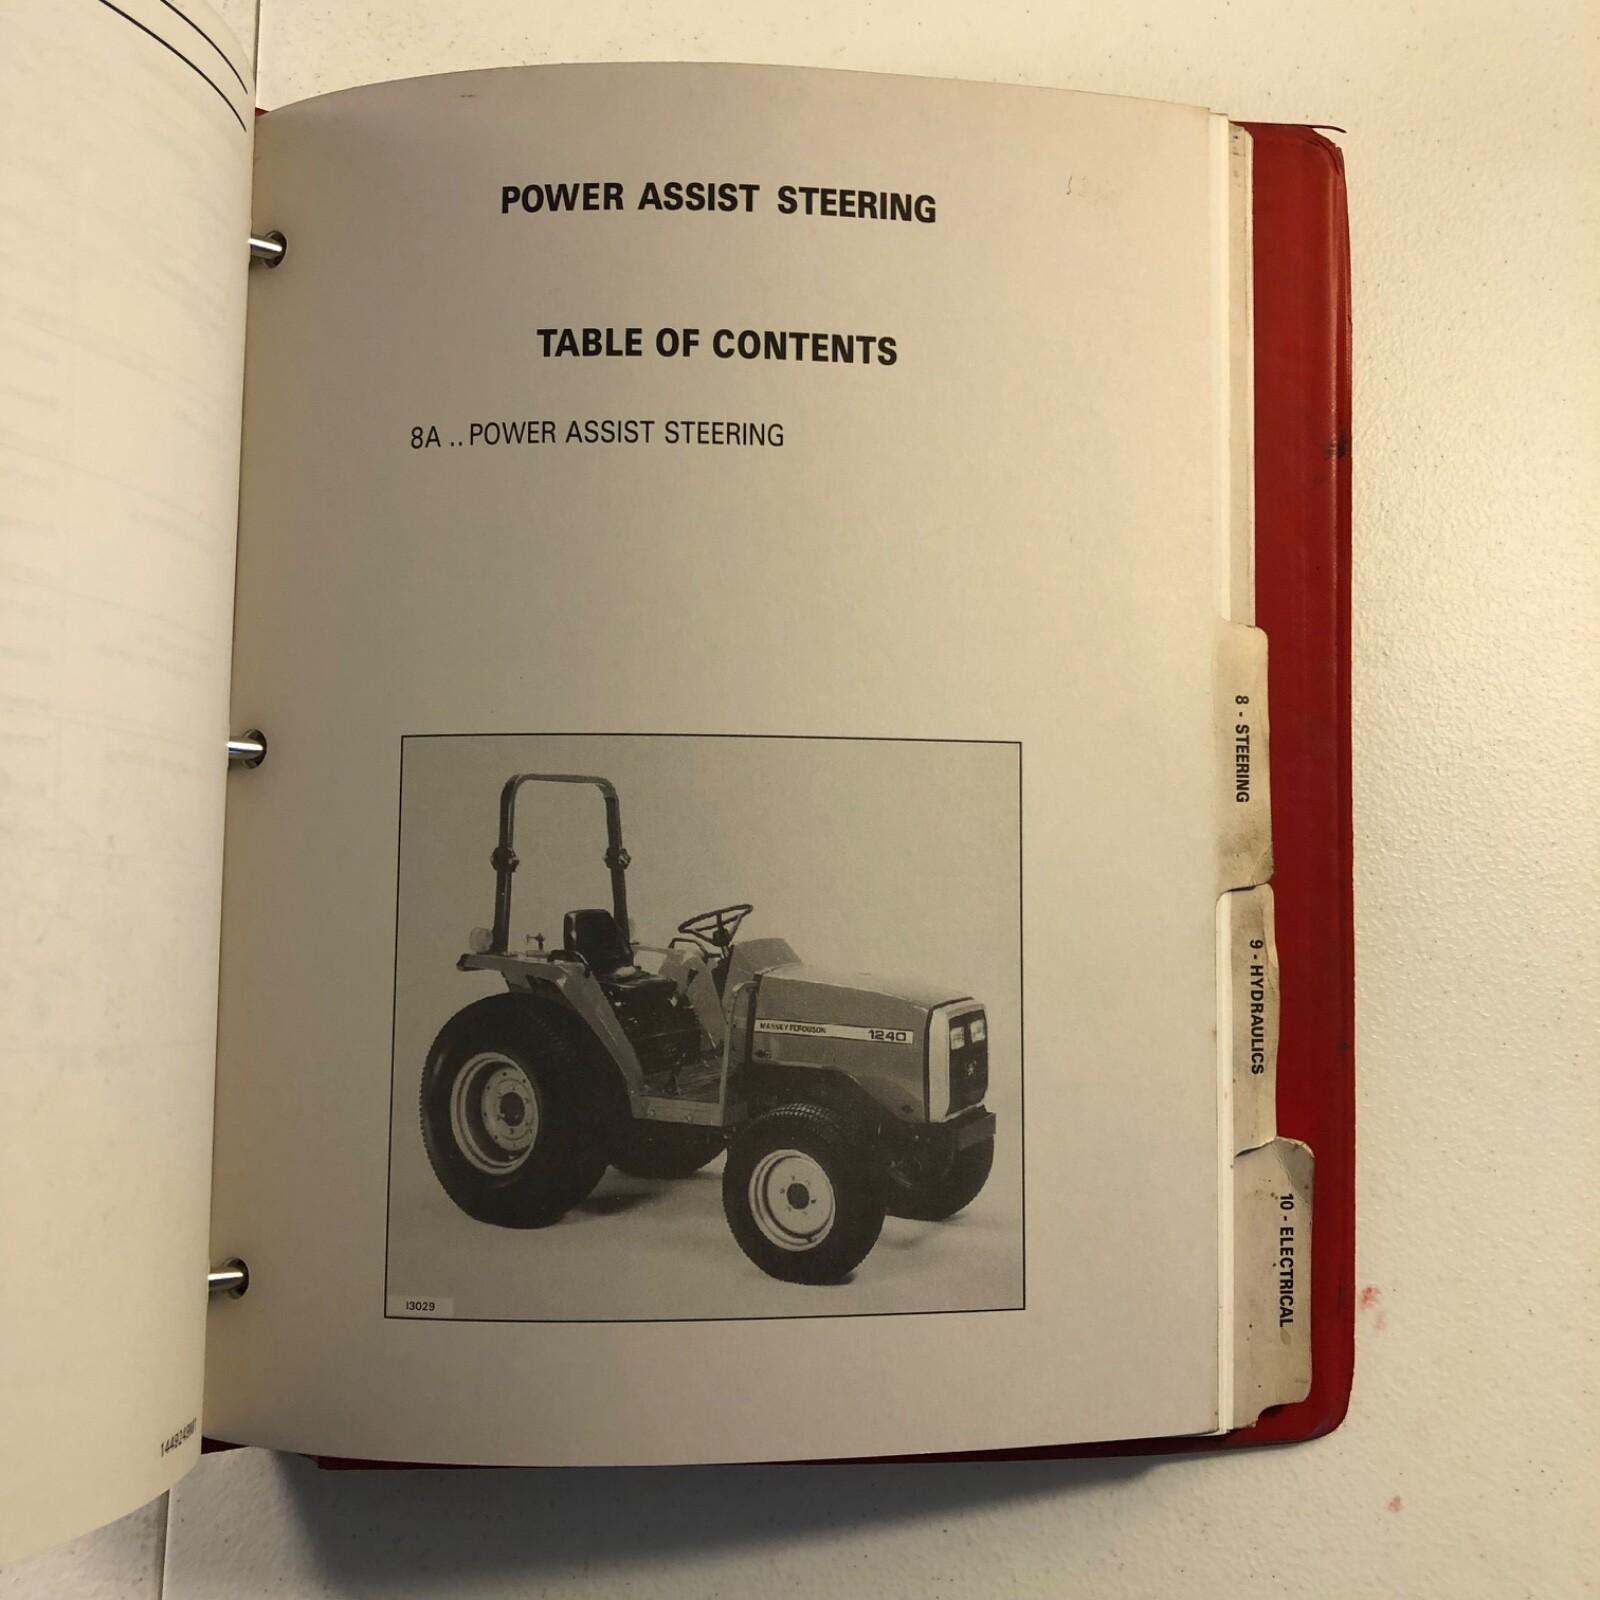 POWER ASSIST STEERING
TABLE OF CONTENTS
8A .. POWER ASSIST STEERING
MASSEY FERGUSON 1240
I3029
8 - STEERING
9 - HYDRAULICS
10 - ELECTRICAL